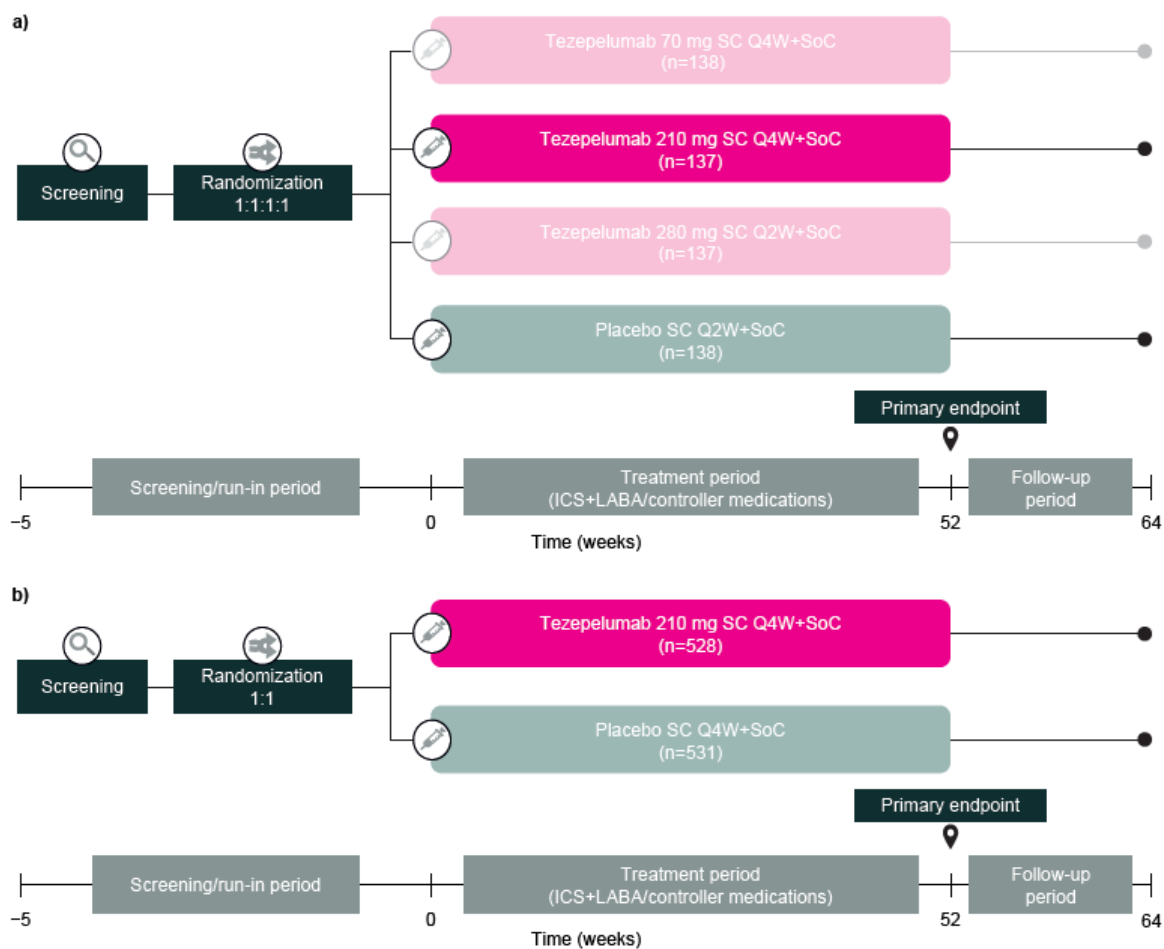 a)
Tezepelumab 70 mg SC Q4W+SoC
(n=138)
Tezepelumab 210 mg SC Q4W+SoC
(n=137)
Screening
Randomization
1:1:1:1
Tezepelumab 280 mg SC Q2W+SoC
(n=137)
Placebo SC Q2W+SoC
(n=138)
Primary endpoint
Screening/run-in period
Treatment period
(ICS+LABA/controller medications)
Follow-up
period
−5
0
52
64
Time (weeks)
b)
Tezepelumab 210 mg SC Q4W+SoC
(n=528)
Screening
Randomization
1:1
Placebo SC Q4W+SoC
(n=531)
Primary endpoint
Screening/run-in period
Treatment period
(ICS+LABA/controller medications)
Follow-up
period
−5
0
52
64
Time (weeks)